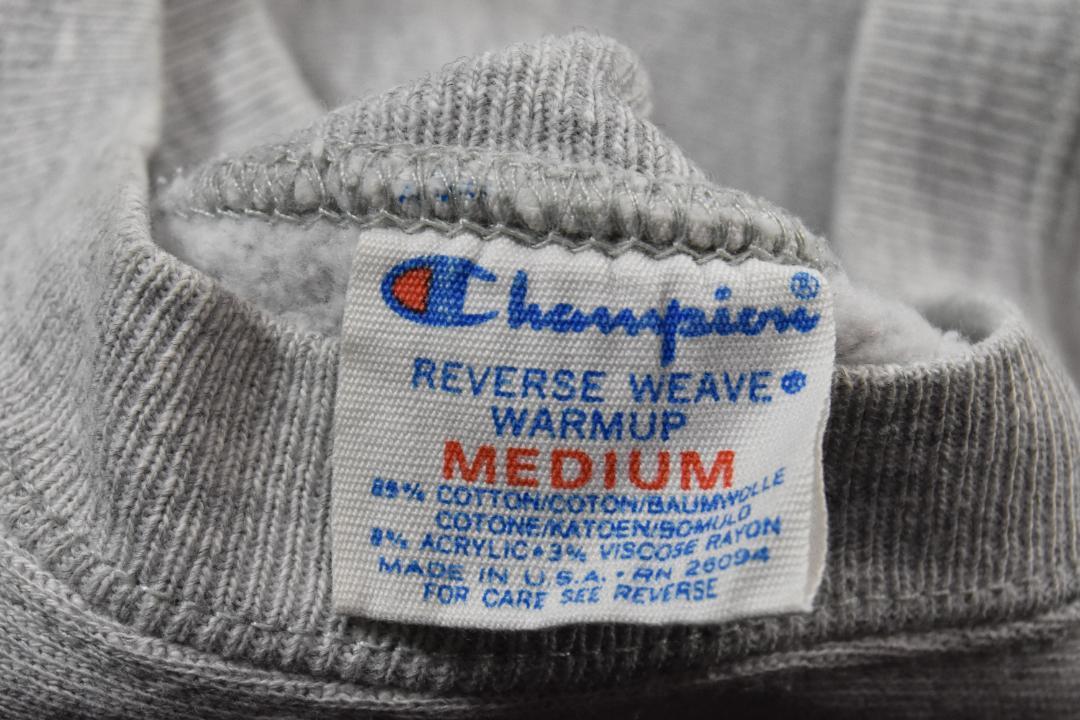 Champion®
REVERSE WEAVE®
WARMUP
MEDIUM
89% COTTON/COTON/BAUMWOLLE
COTONE/KATOEN/BOMULD
8% ACRYLIC • 3% VISCOSE RAYON
MADE IN U.S.A. • RN 26094
FOR CARE SEE REVERSE